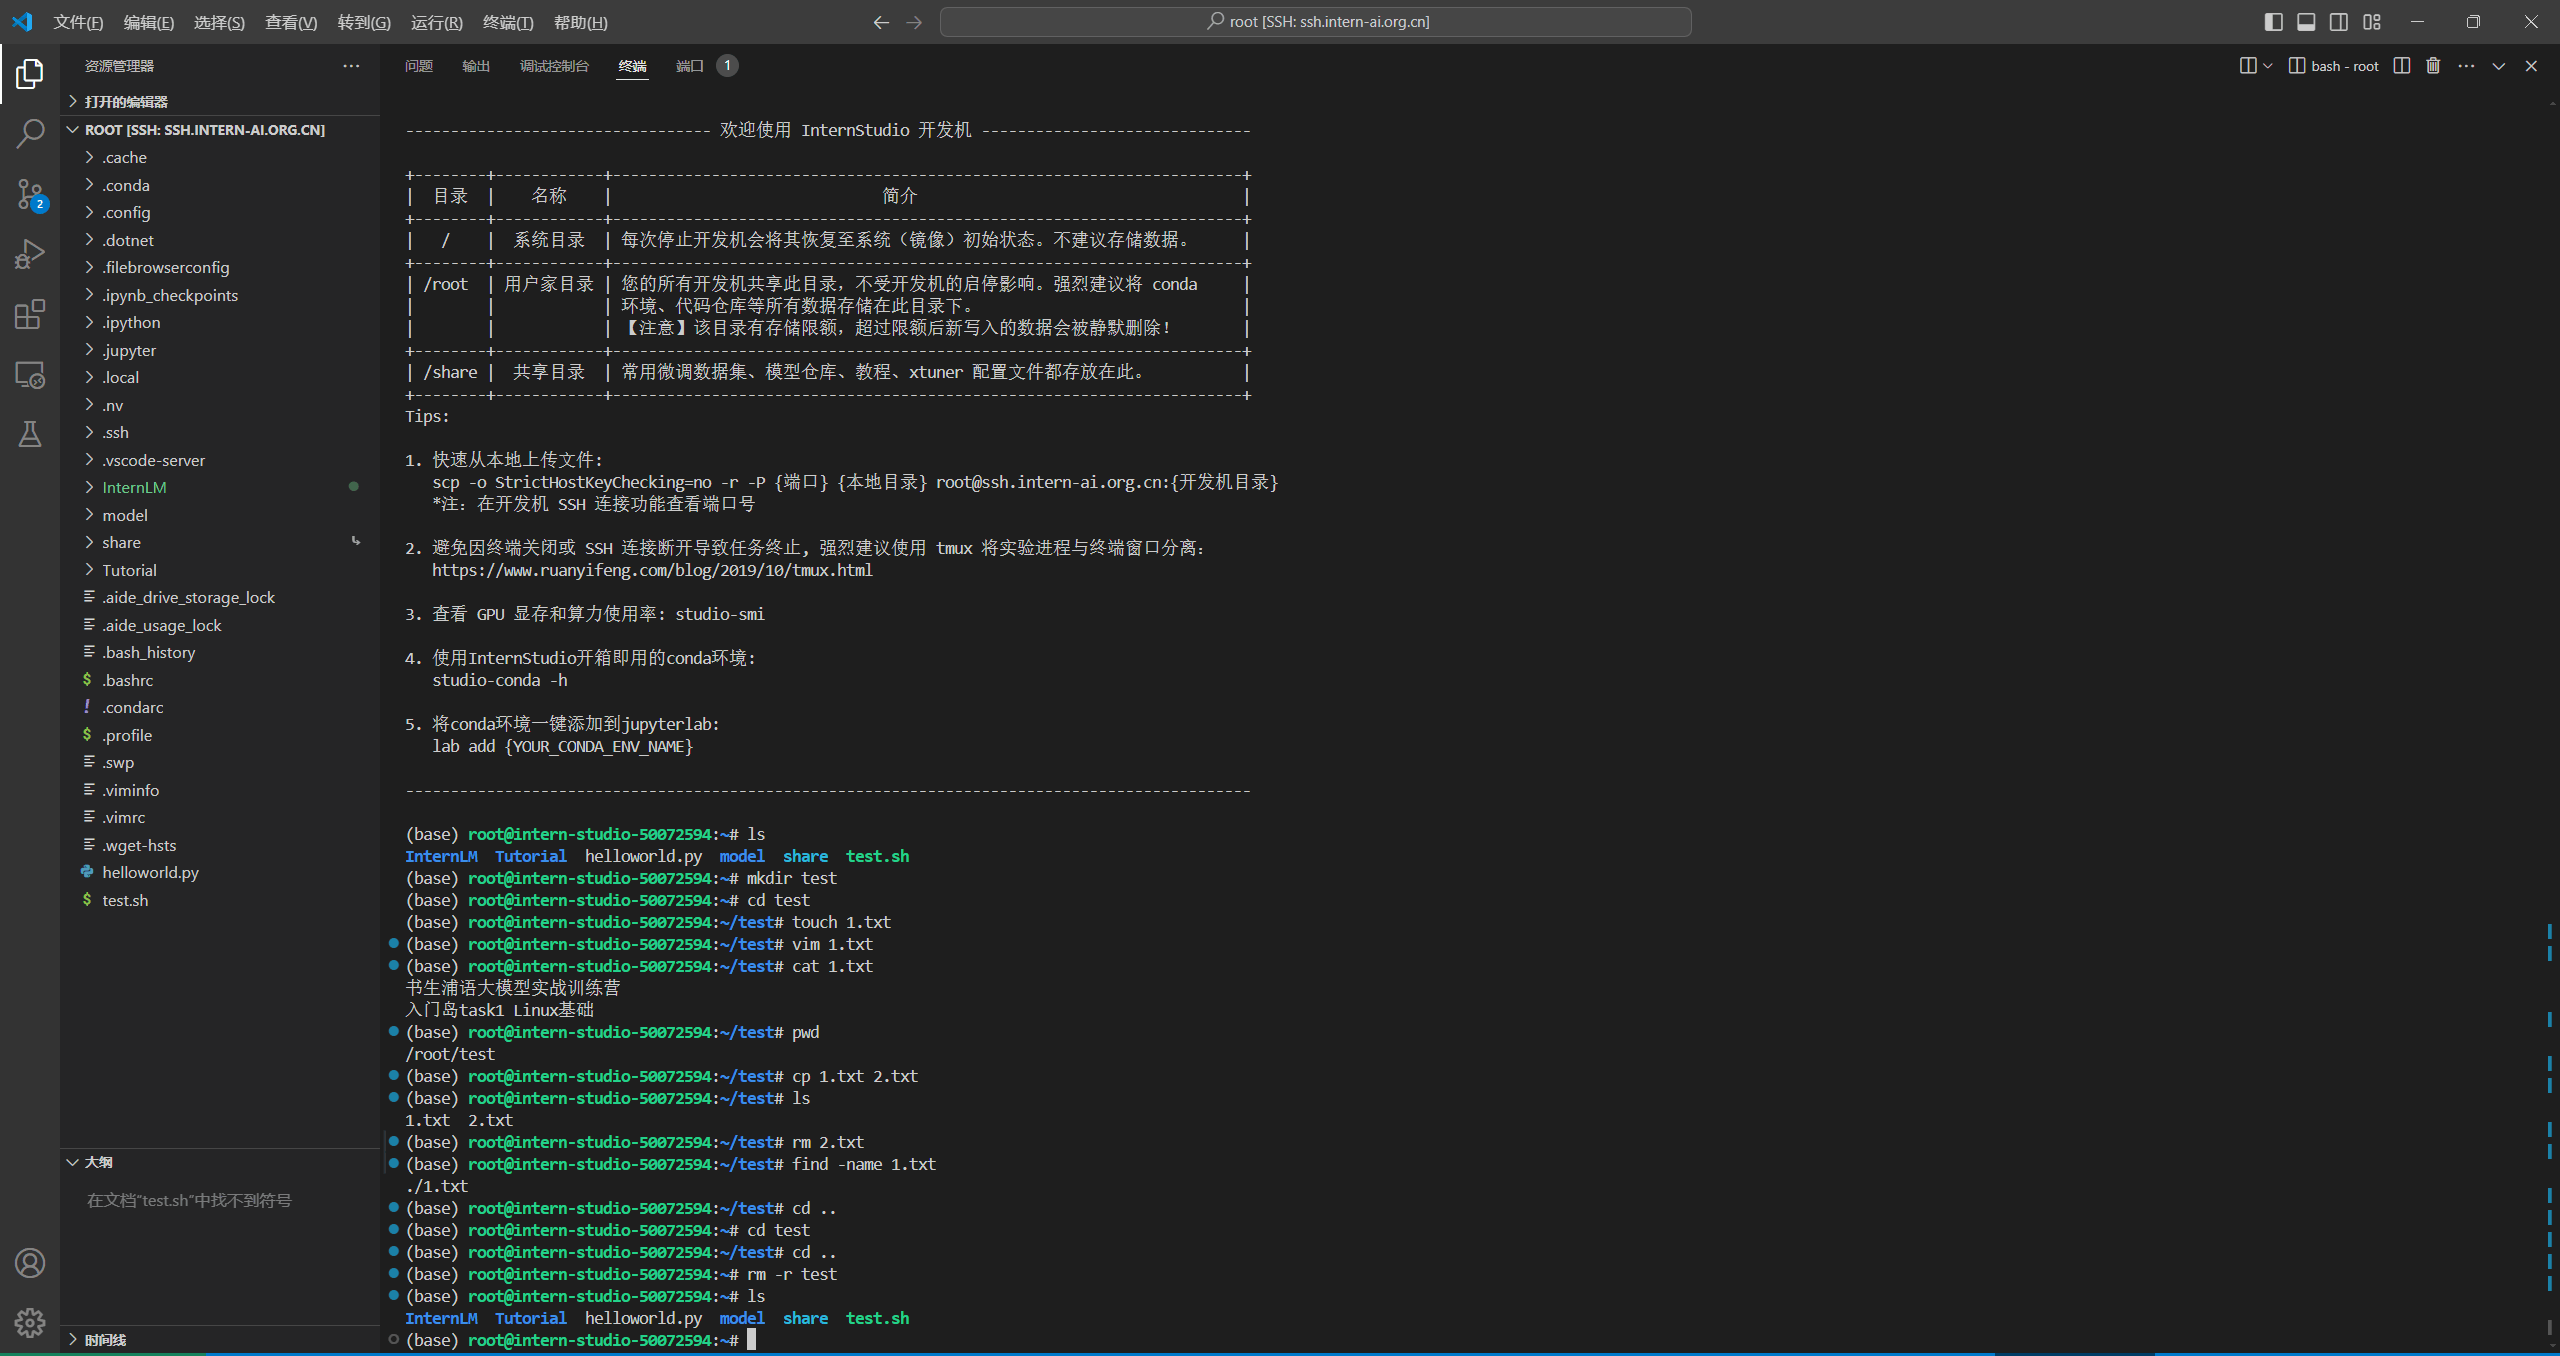 文件(F) 编辑(E) 选择(S) 查看(V) 转到(G) 运行(R) 终端(T) 帮助(H)
root [SSH: ssh.intern-ai.org.cn]
资源管理器
打开的编辑器
ROOT [SSH: SSH.INTERN-AI.ORG.CN]
.cache
.conda
.config
.dotnet
.filebrowserconfig
.ipynb_checkpoints
.ipython
.jupyter
.local
.nv
.ssh
.vscode-server
InternLM
model
share
Tutorial
.aide_drive_storage_lock
.aide_usage_lock
.bash_history
.bashrc
.condarc
.profile
.swp
.viminfo
.vimrc
.wget-hsts
helloworld.py
test.sh
2
大纲
在文档"test.sh"中找不到符号
时间线
问题 输出 调试控制台 终端 端口 1
bash - root
---------------------------------- 欢迎使用 InternStudio 开发机 ------------------------------
+--------+------------+----------------------------------------------------------------------+
| 目录 | 名称 | 简介 |
+--------+------------+----------------------------------------------------------------------+
| / | 系统目录 | 每次停止开发机会将其恢复至系统（镜像）初始状态。不建议存储数据。 |
+--------+------------+----------------------------------------------------------------------+
| /root | 用户家目录 | 您的所有开发机共享此目录，不受开发机的启停影响。强烈建议将 conda |
| | | 环境、代码仓库等所有数据存储在此目录下。 |
| | | 【注意】该目录有存储限额，超过限额后新写入的数据会被静默删除！ |
+--------+------------+----------------------------------------------------------------------+
| /share | 共享目录 | 常用微调数据集、模型仓库、教程、xtuner 配置文件都存放在此。 |
+--------+------------+----------------------------------------------------------------------+
Tips:
1. 快速从本地上传文件:
scp -o StrictHostKeyChecking=no -r -P {端口} {本地目录} root@ssh.intern-ai.org.cn:{开发机目录}
*注: 在开发机 SSH 连接功能查看端口号
2. 避免因终端关闭或 SSH 连接断开导致任务终止, 强烈建议使用 tmux 将实验进程与终端窗口分离:
https://www.ruanyifeng.com/blog/2019/10/tmux.html
3. 查看 GPU 显存和算力使用率: studio-smi
4. 使用InternStudio开箱即用的conda环境:
studio-conda -h
5. 将conda环境一键添加到jupyterlab:
lab add {YOUR_CONDA_ENV_NAME}
----------------------------------------------------------------------------------------------
(base) root@intern-studio-50072594:~# ls
InternLM Tutorial helloworld.py model share test.sh
(base) root@intern-studio-50072594:~# mkdir test
(base) root@intern-studio-50072594:~# cd test
(base) root@intern-studio-50072594:~/test# touch 1.txt
(base) root@intern-studio-50072594:~/test# vim 1.txt
(base) root@intern-studio-50072594:~/test# cat 1.txt
书生浦语大模型实战训练营
入门岛task1 Linux基础
(base) root@intern-studio-50072594:~/test# pwd
/root/test
(base) root@intern-studio-50072594:~/test# cp 1.txt 2.txt
(base) root@intern-studio-50072594:~/test# ls
1.txt 2.txt
(base) root@intern-studio-50072594:~/test# rm 2.txt
(base) root@intern-studio-50072594:~/test# find -name 1.txt
./1.txt
(base) root@intern-studio-50072594:~/test# cd ..
(base) root@intern-studio-50072594:~# cd test
(base) root@intern-studio-50072594:~/test# cd ..
(base) root@intern-studio-50072594:~# rm -r test
(base) root@intern-studio-50072594:~# ls
InternLM Tutorial helloworld.py model share test.sh
(base) root@intern-studio-50072594:~#